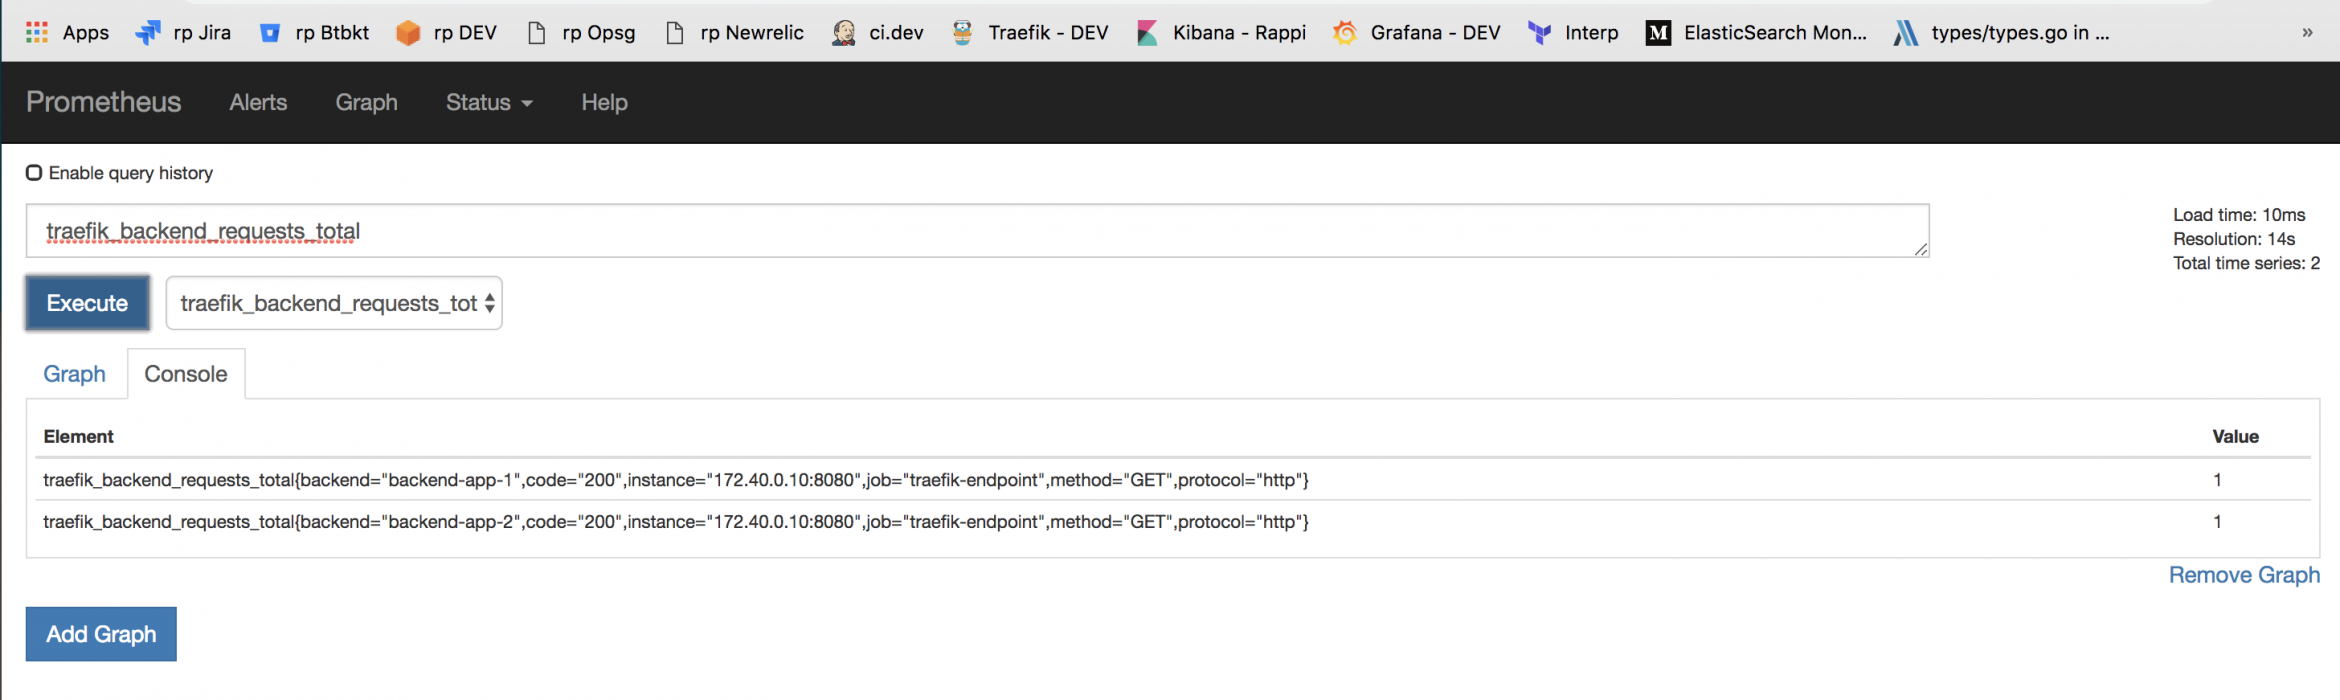 Apps rp Jira rp Btbkt rp DEV rp Opsg rp Newrelic ci.dev Traefik - DEV Kibana - Rappi Grafana - DEV Interp M ElasticSearch Mon... types/types.go in ... »
Prometheus Alerts Graph Status Help
Enable query history
traefik_backend_requests_total
Load time: 10ms
Resolution: 14s
Total time series: 2
Execute traefik_backend_requests_tot
Graph Console
Element Value
traefik_backend_requests_total{backend="backend-app-1",code="200",instance="172.40.0.10:8080",job="traefik-endpoint",method="GET",protocol="http"} 1
traefik_backend_requests_total{backend="backend-app-2",code="200",instance="172.40.0.10:8080",job="traefik-endpoint",method="GET",protocol="http"} 1
Remove Graph
Add Graph